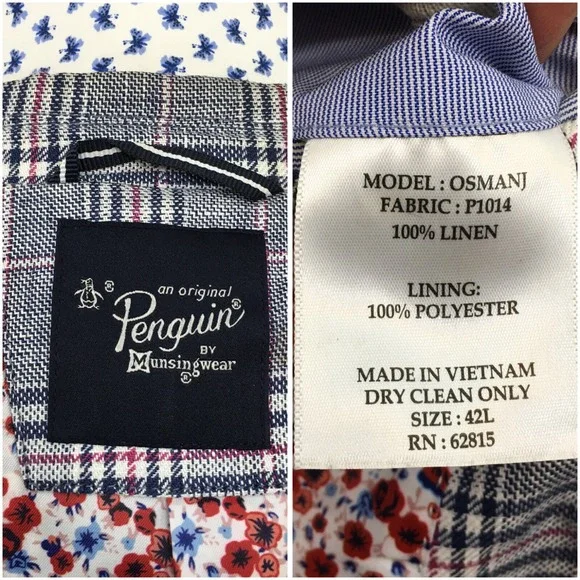 an original®
Penguin®
BY
Munsingwear®
®
MODEL : OSMANJ
FABRIC : P1014
100% LINEN
LINING:
100% POLYESTER
MADE IN VIETNAM
DRY CLEAN ONLY
SIZE : 42L
RN : 62815